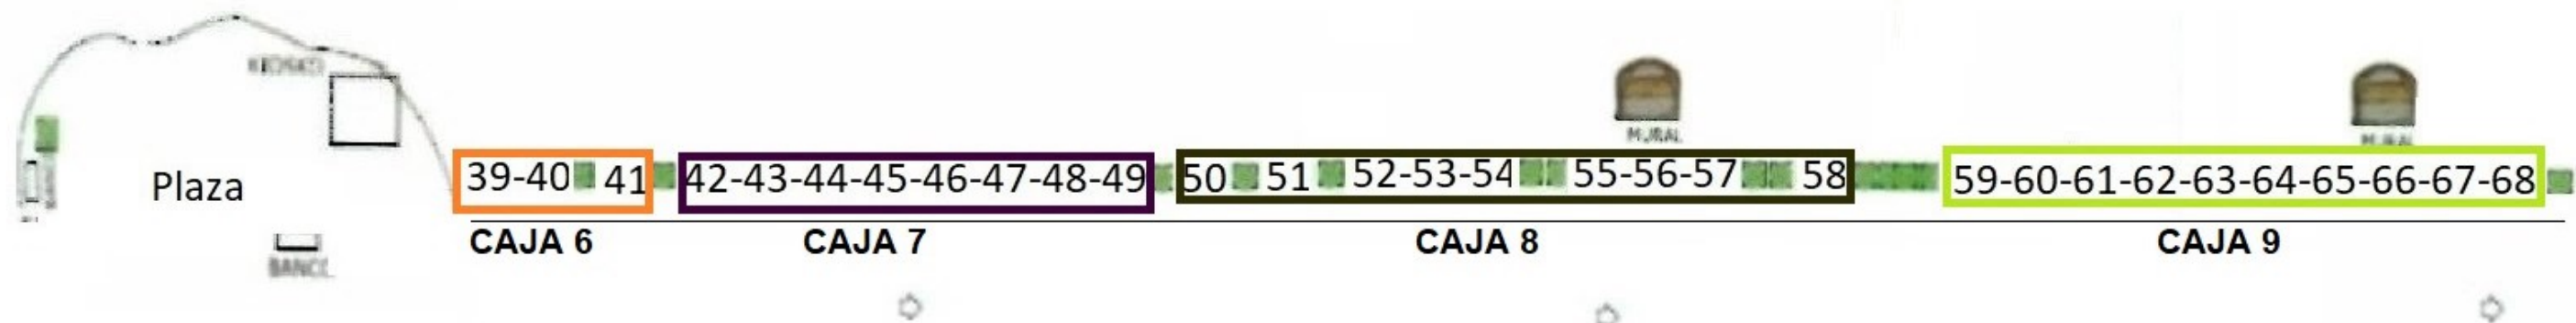 KIOSKO
MURAL
MURAL
Plaza
39-40 41 42-43-44-45-46-47-48-49 50 51 52-53-54 55-56-57 58 59-60-61-62-63-64-65-66-67-68
CAJA 6 CAJA 7 CAJA 8 CAJA 9
BANCO